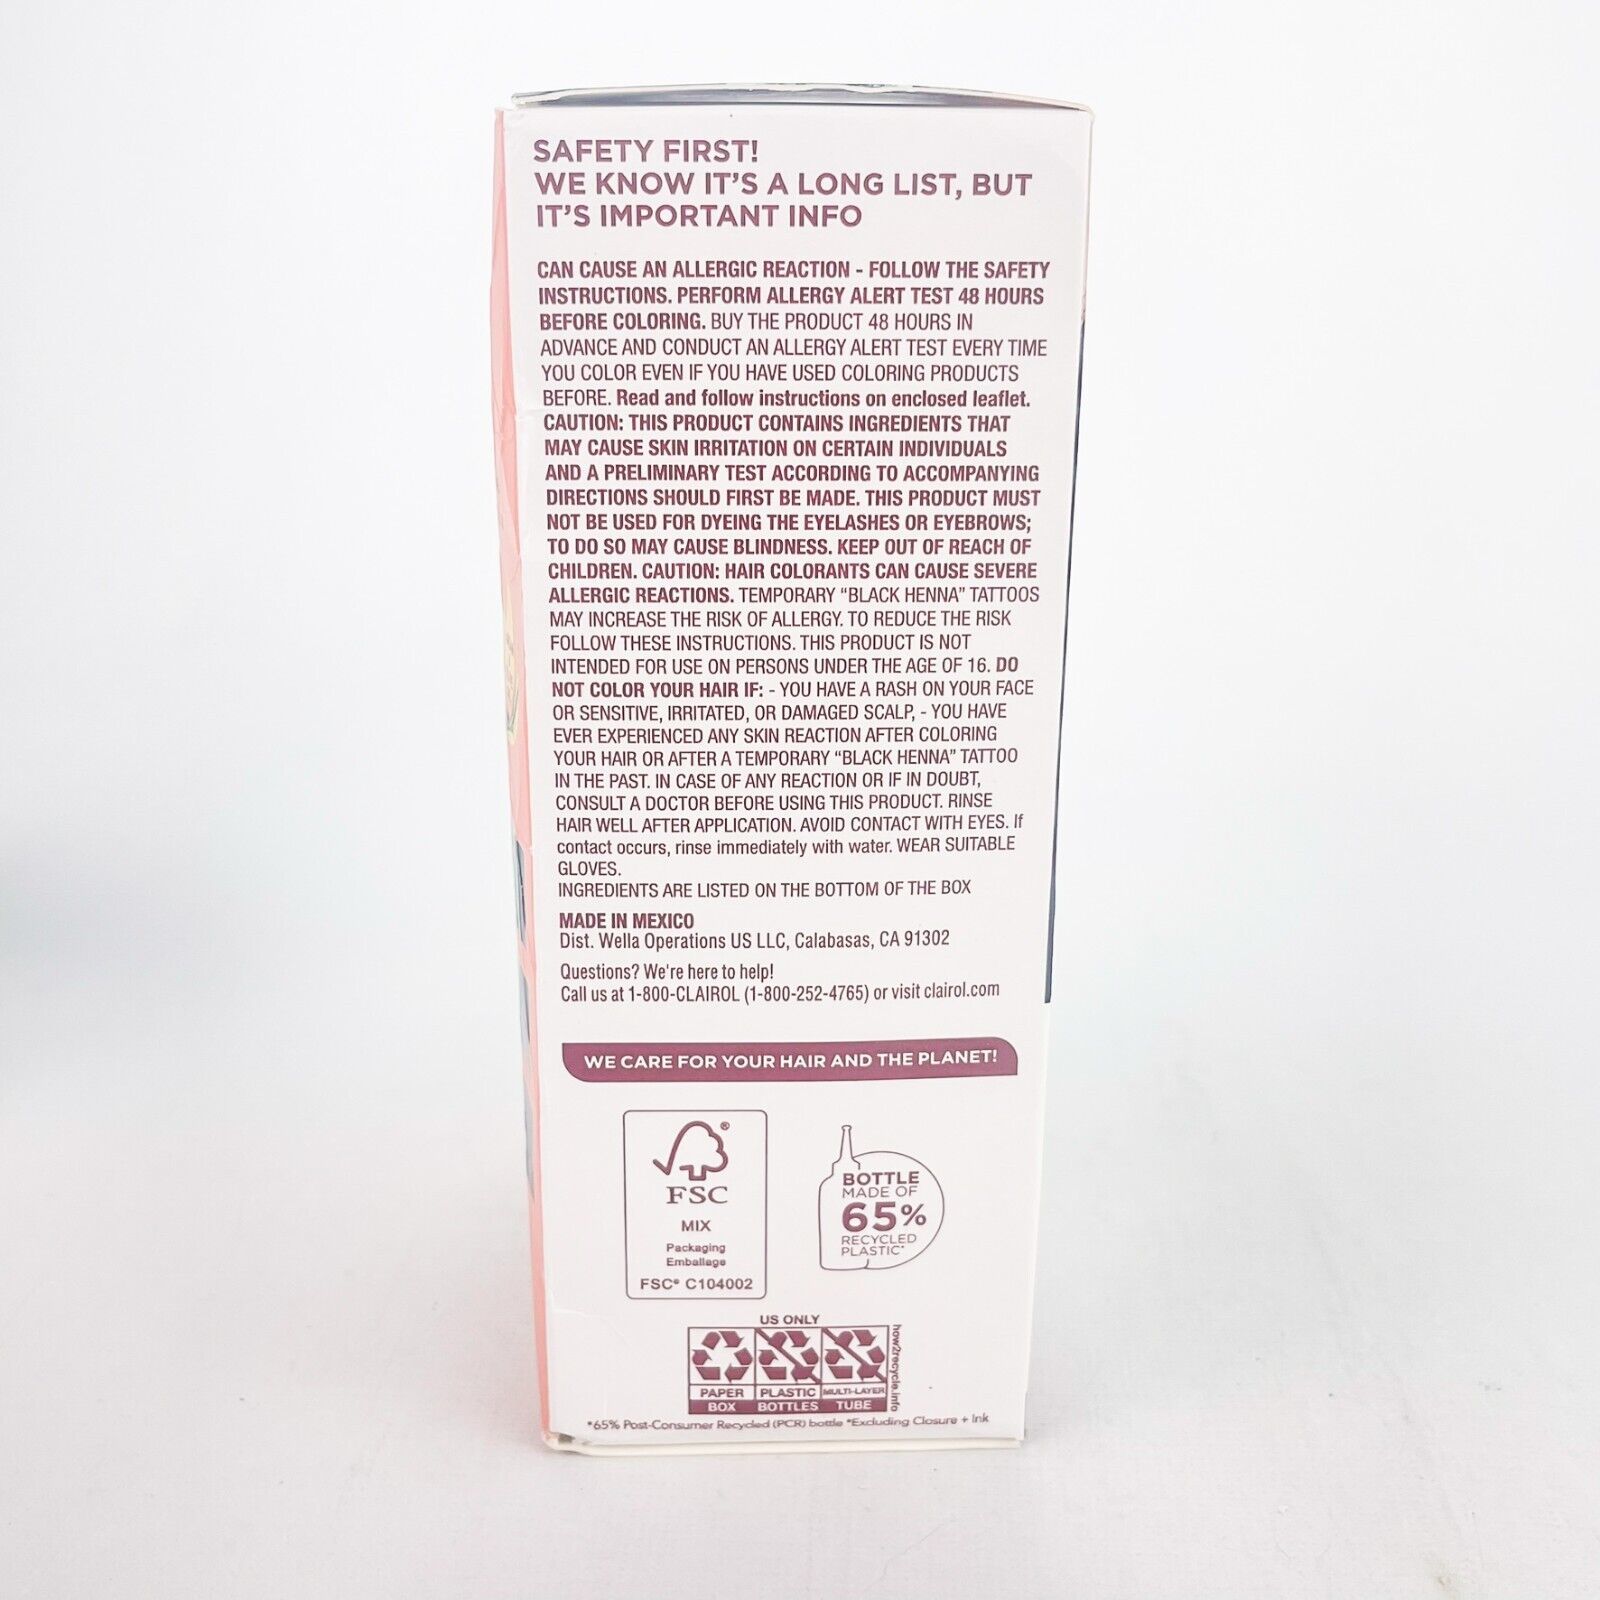 SAFETY FIRST!
WE KNOW IT'S A LONG LIST, BUT
IT'S IMPORTANT INFO
CAN CAUSE AN ALLERGIC REACTION - FOLLOW THE SAFETY
INSTRUCTIONS. PERFORM ALLERGY ALERT TEST 48 HOURS
BEFORE COLORING. BUY THE PRODUCT 48 HOURS IN
ADVANCE AND CONDUCT AN ALLERGY ALERT TEST EVERY TIME
YOU COLOR EVEN IF YOU HAVE USED COLORING PRODUCTS
BEFORE. Read and follow instructions on enclosed leaflet.
CAUTION: THIS PRODUCT CONTAINS INGREDIENTS THAT
MAY CAUSE SKIN IRRITATION ON CERTAIN INDIVIDUALS
AND A PRELIMINARY TEST ACCORDING TO ACCOMPANYING
DIRECTIONS SHOULD FIRST BE MADE. THIS PRODUCT MUST
NOT BE USED FOR DYEING THE EYELASHES OR EYEBROWS;
TO DO SO MAY CAUSE BLINDNESS. KEEP OUT OF REACH OF
CHILDREN. CAUTION: HAIR COLORANTS CAN CAUSE SEVERE
ALLERGIC REACTIONS. TEMPORARY "BLACK HENNA" TATTOOS
MAY INCREASE THE RISK OF ALLERGY. TO REDUCE THE RISK
FOLLOW THESE INSTRUCTIONS. THIS PRODUCT IS NOT
INTENDED FOR USE ON PERSONS UNDER THE AGE OF 16. DO
NOT COLOR YOUR HAIR IF: - YOU HAVE A RASH ON YOUR FACE
OR SENSITIVE, IRRITATED, OR DAMAGED SCALP, - YOU HAVE
EVER EXPERIENCED ANY SKIN REACTION AFTER COLORING
YOUR HAIR OR AFTER A TEMPORARY "BLACK HENNA" TATTOO
IN THE PAST. IN CASE OF ANY REACTION OR IF IN DOUBT,
CONSULT A DOCTOR BEFORE USING THIS PRODUCT. RINSE
HAIR WELL AFTER APPLICATION. AVOID CONTACT WITH EYES. If
contact occurs, rinse immediately with water. WEAR SUITABLE
GLOVES.
INGREDIENTS ARE LISTED ON THE BOTTOM OF THE BOX
MADE IN MEXICO
Dist. Wella Operations US LLC, Calabasas, CA 91302
Questions? We're here to help!
Call us at 1-800-CLAIROL (1-800-252-4765) or visit clairol.com
WE CARE FOR YOUR HAIR AND THE PLANET!
®
FSC
MIX
Packaging
Emballage
FSC® C104002
BOTTLE
MADE OF
65%
RECYCLED
PLASTIC*
US ONLY
PAPER PLASTIC MULTI-LAYER
BOX BOTTLES TUBE
how2recycle.info
*65% Post-Consumer Recycled (PCR) bottle *Excluding Closure + Ink